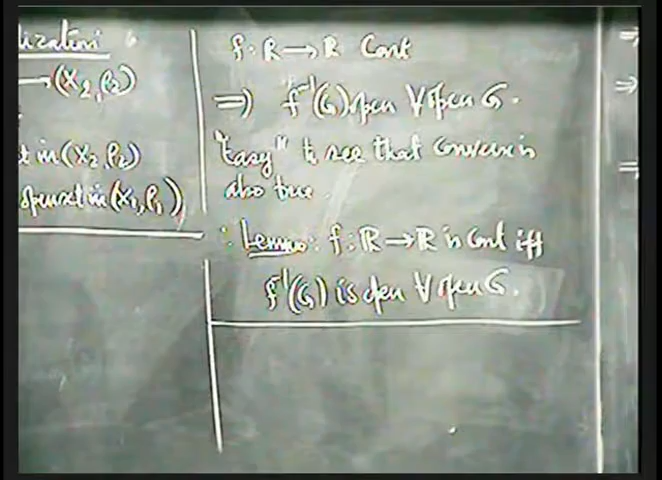 lization
→ (X₂, ρ₂)
t in (X₂, ρ₂)
open set in (X₁, ρ₁)
f: R → R Cont
⇒ f⁻¹(G) open ∀ open G.
"Easy" to see that converse is
also true.
∴ Lemma: f: R → R is Cont iff
f⁻¹(G) is open ∀ open G.
⇒
⇒
⇒